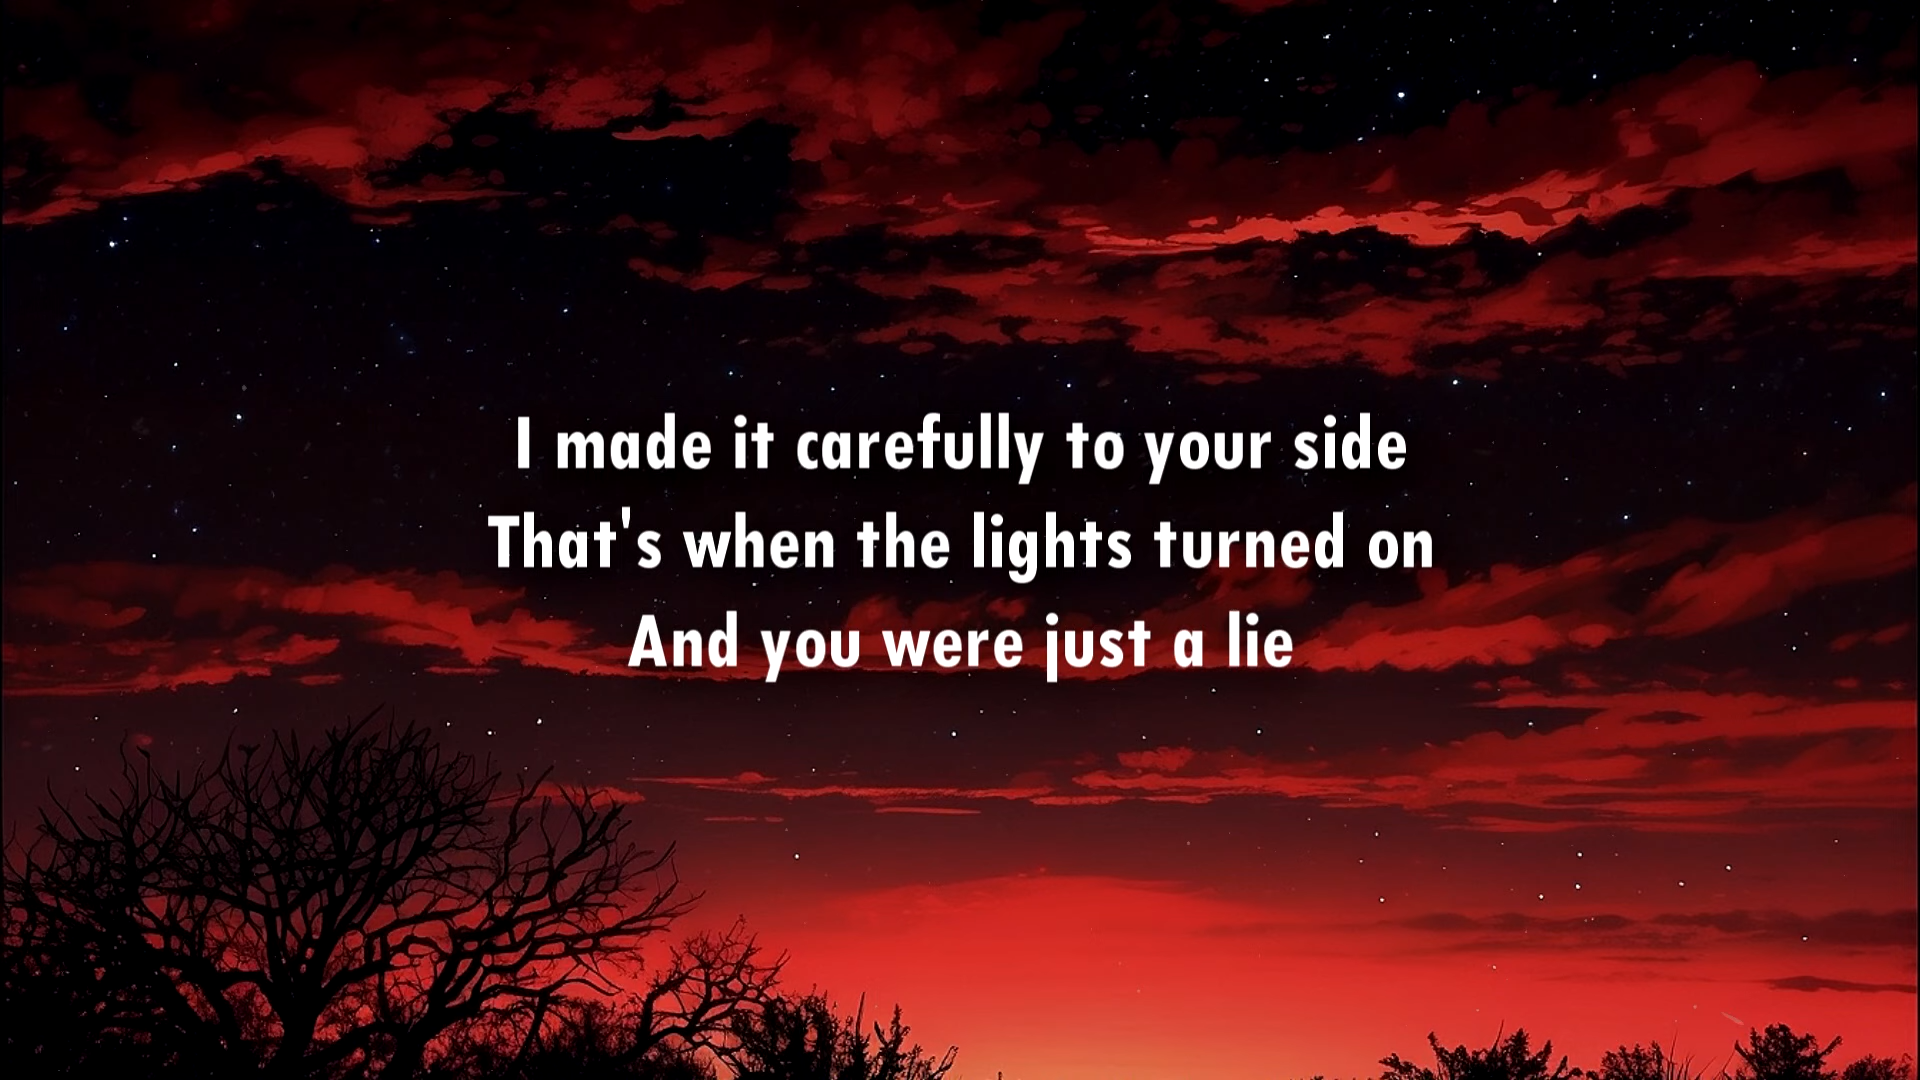 I made it carefully to your side
That's when the lights turned on
And you were just a lie